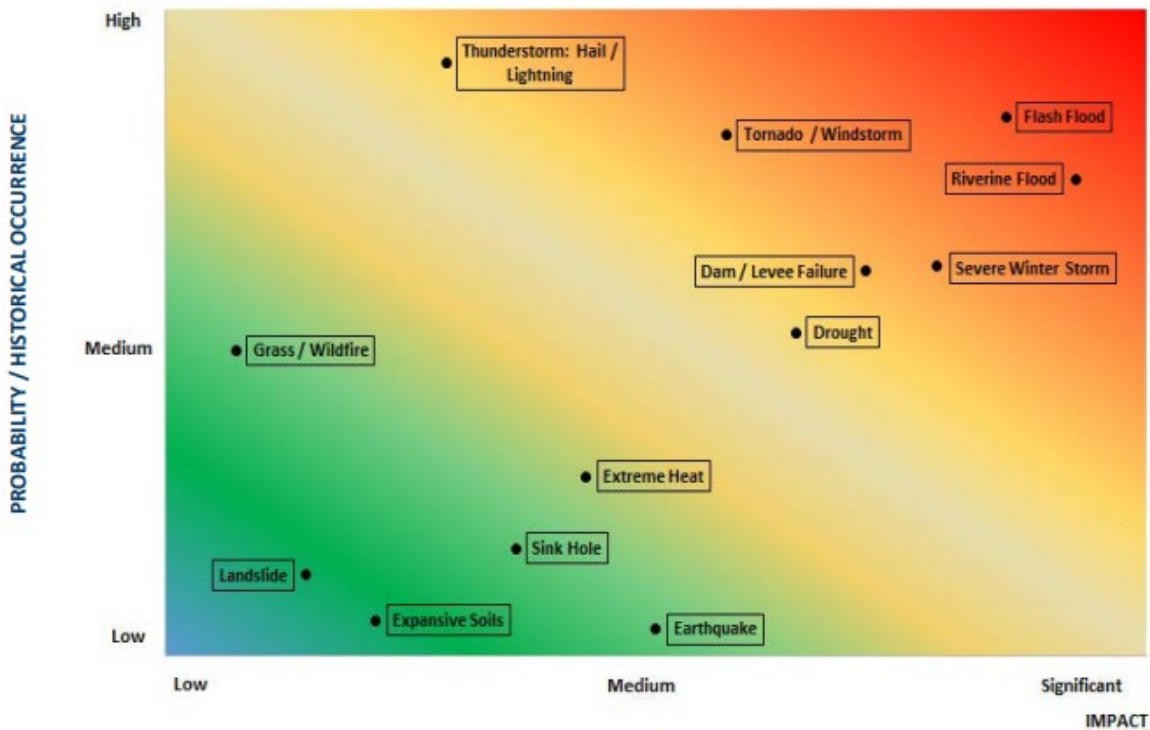 High
Thunderstorm: Hail /
Lightning
Flash Flood
Tornado / Windstorm
Riverine Flood
Dam / Levee Failure
Severe Winter Storm
Drought
PROBABILITY / HISTORICAL OCCURRENCE
Medium
Grass / Wildfire
Extreme Heat
Sink Hole
Landslide
Expansive Soils
Earthquake
Low
Low
Medium
Significant
IMPACT